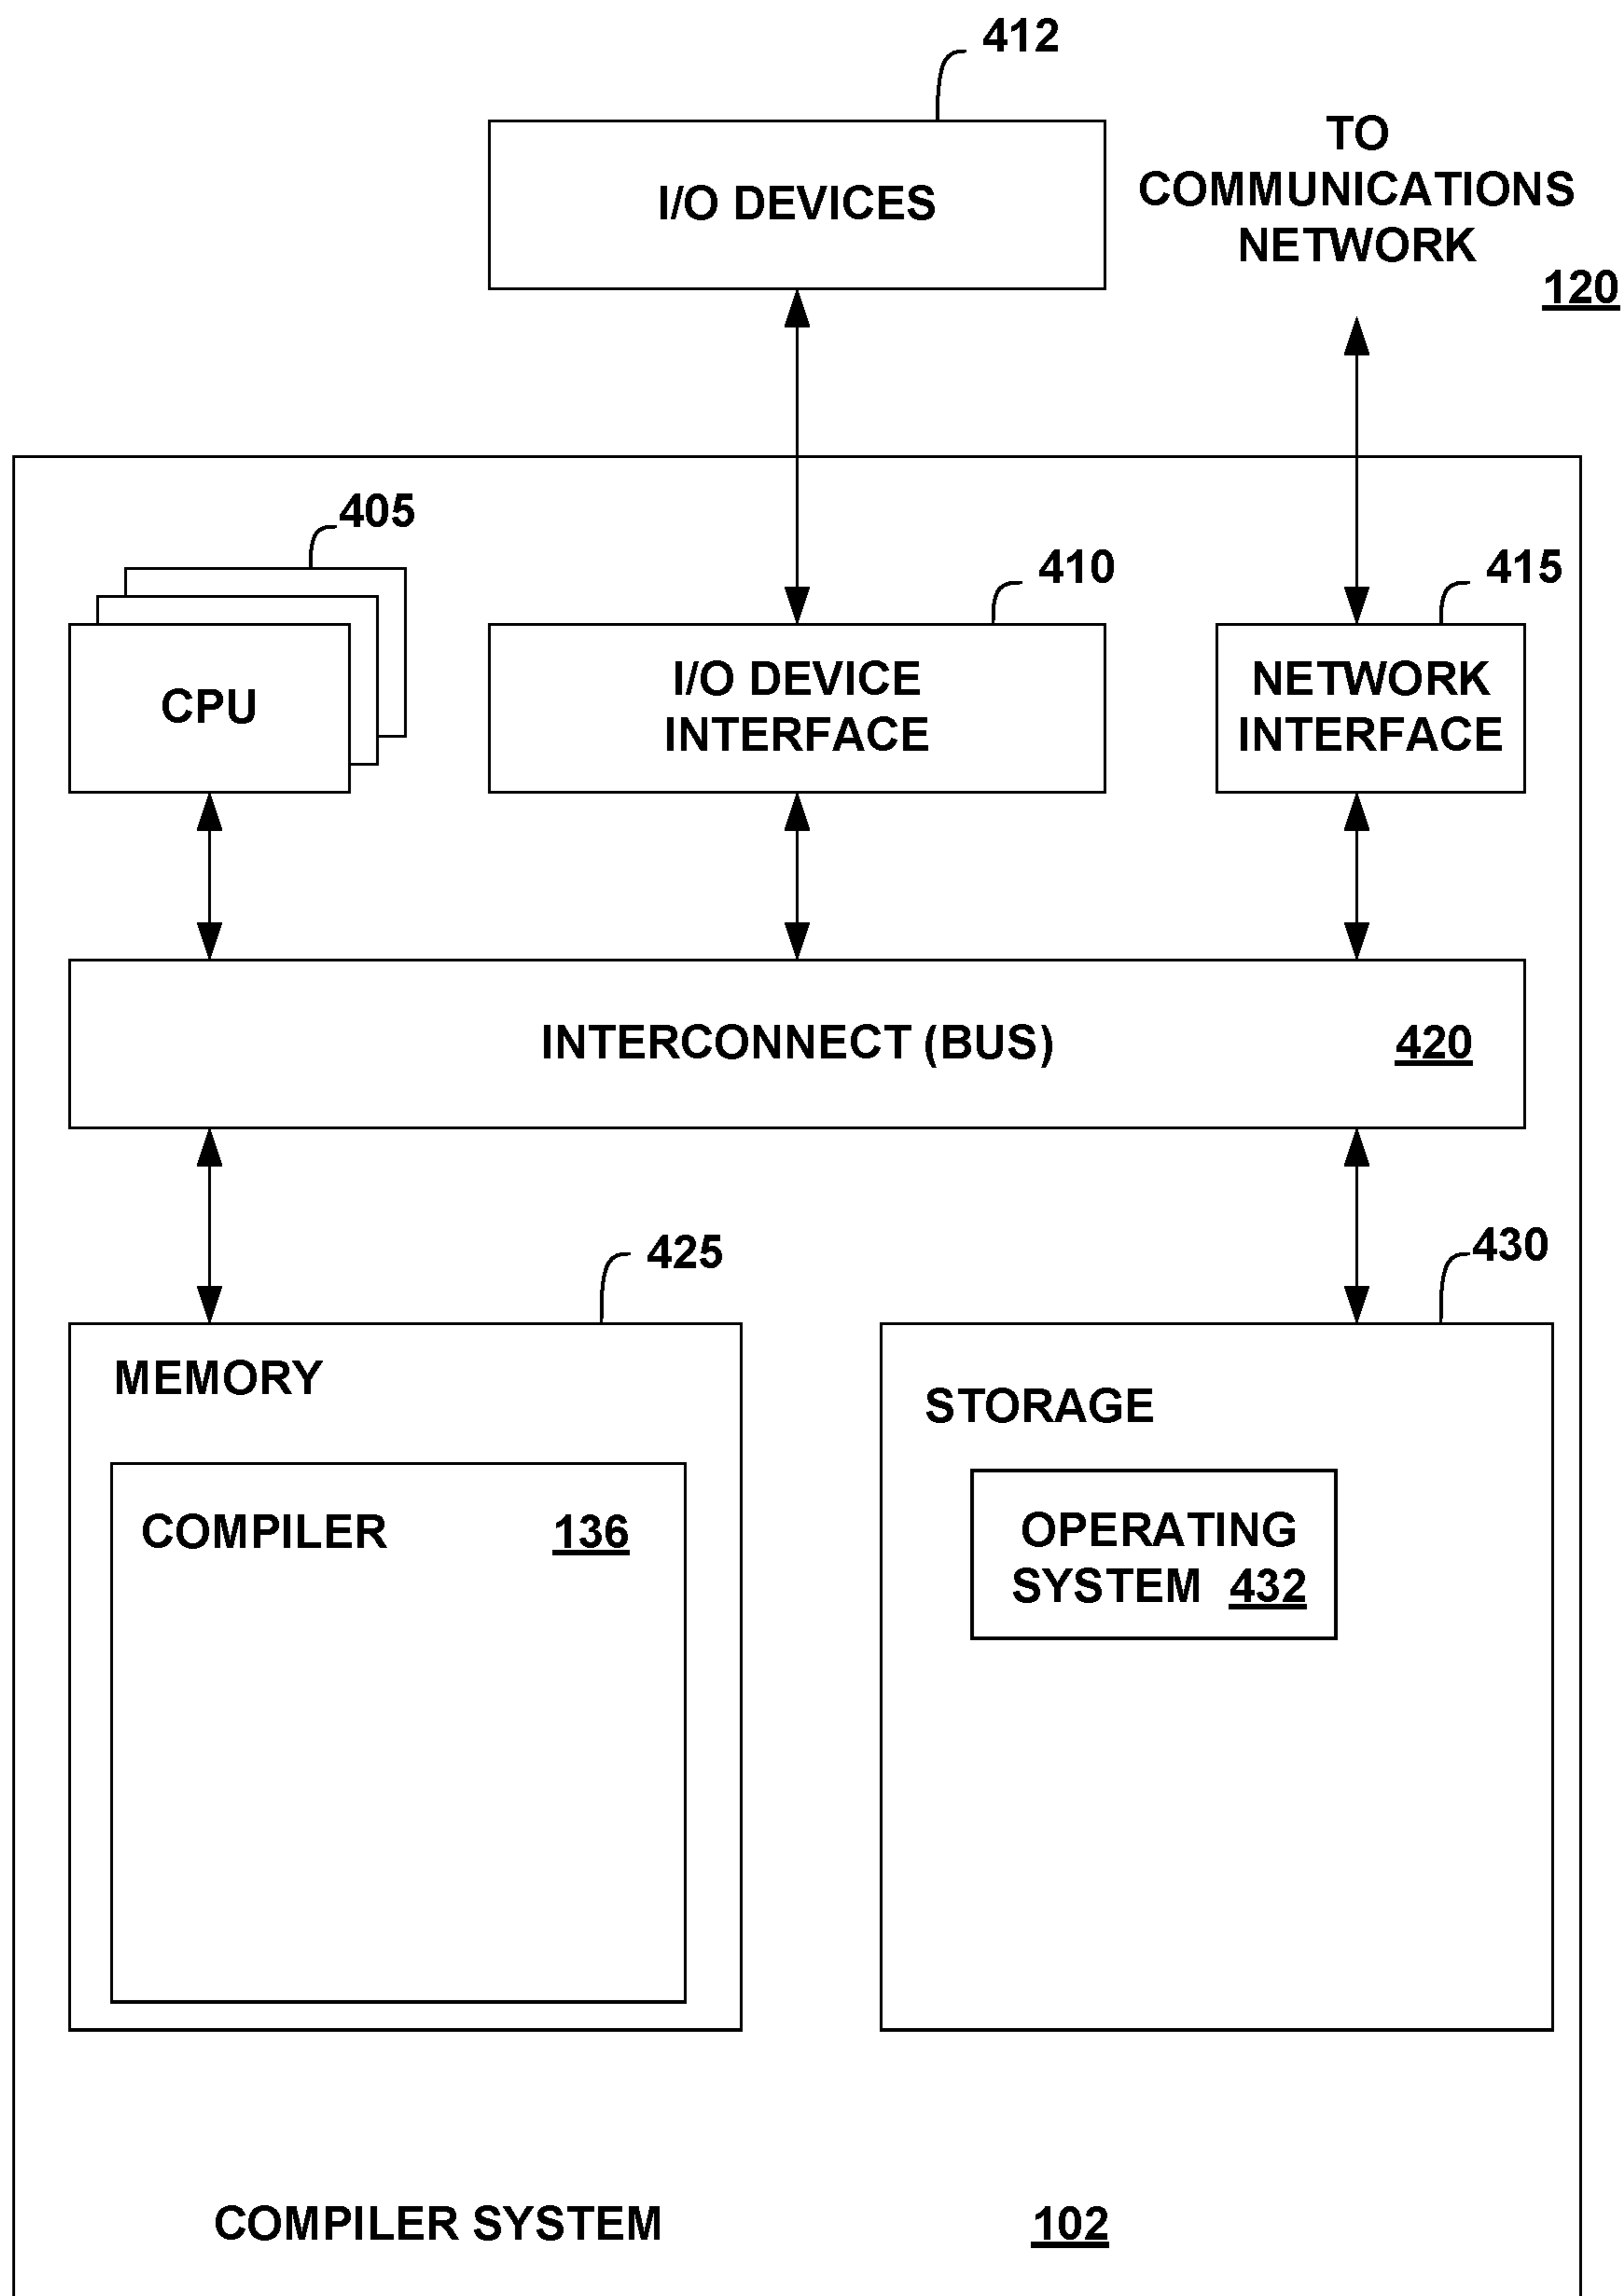 412
I/O DEVICES
TO
COMMUNICATIONS
NETWORK
120
405
410
415
CPU
I/O DEVICE
INTERFACE
NETWORK
INTERFACE
INTERCONNECT (BUS) 420
425
430
MEMORY
STORAGE
COMPILER 136
OPERATING
SYSTEM 432
COMPILER SYSTEM 102